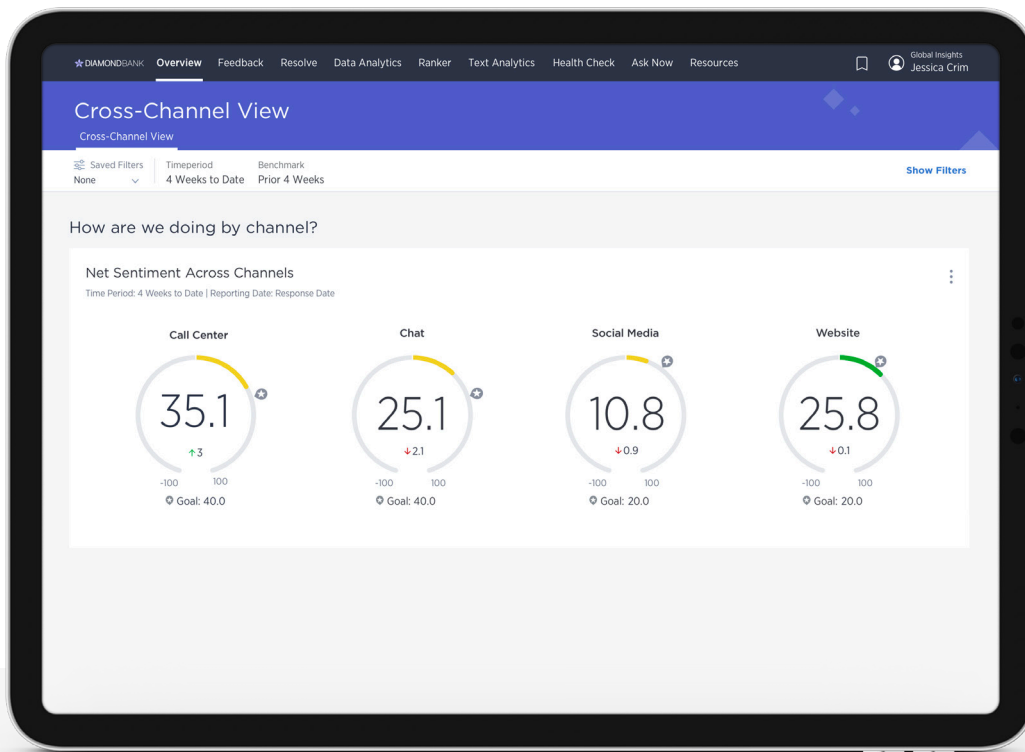 DIAMONDBANK Overview Feedback Resolve Data Analytics Ranker Text Analytics Health Check Ask Now Resources
Global Insights
Jessica Crim
Cross-Channel View
Cross-Channel View
Saved Filters Timeperiod Benchmark
None 4 Weeks to Date Prior 4 Weeks
Show Filters
How are we doing by channel?
Net Sentiment Across Channels
Time Period: 4 Weeks to Date | Reporting Date: Response Date
Call Center Chat Social Media Website
35.1 25.1 10.8 25.8
↑3 ↓2.1 ↓0.9 ↓0.1
-100 100 -100 100 -100 100 -100 100
Goal: 40.0 Goal: 40.0 Goal: 20.0 Goal: 20.0